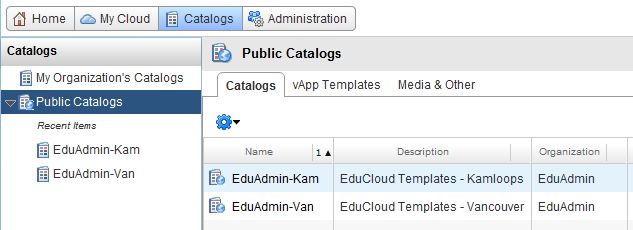 Home My Cloud Catalogs Administration
Catalogs
My Organization's Catalogs
Public Catalogs
Recent Items
EduAdmin-Kam
EduAdmin-Van
Public Catalogs
Catalogs vApp Templates Media & Other
Name 1 ▲ Description Organization
EduAdmin-Kam EduCloud Templates - Kamloops EduAdmin
EduAdmin-Van EduCloud Templates - Vancouver EduAdmin